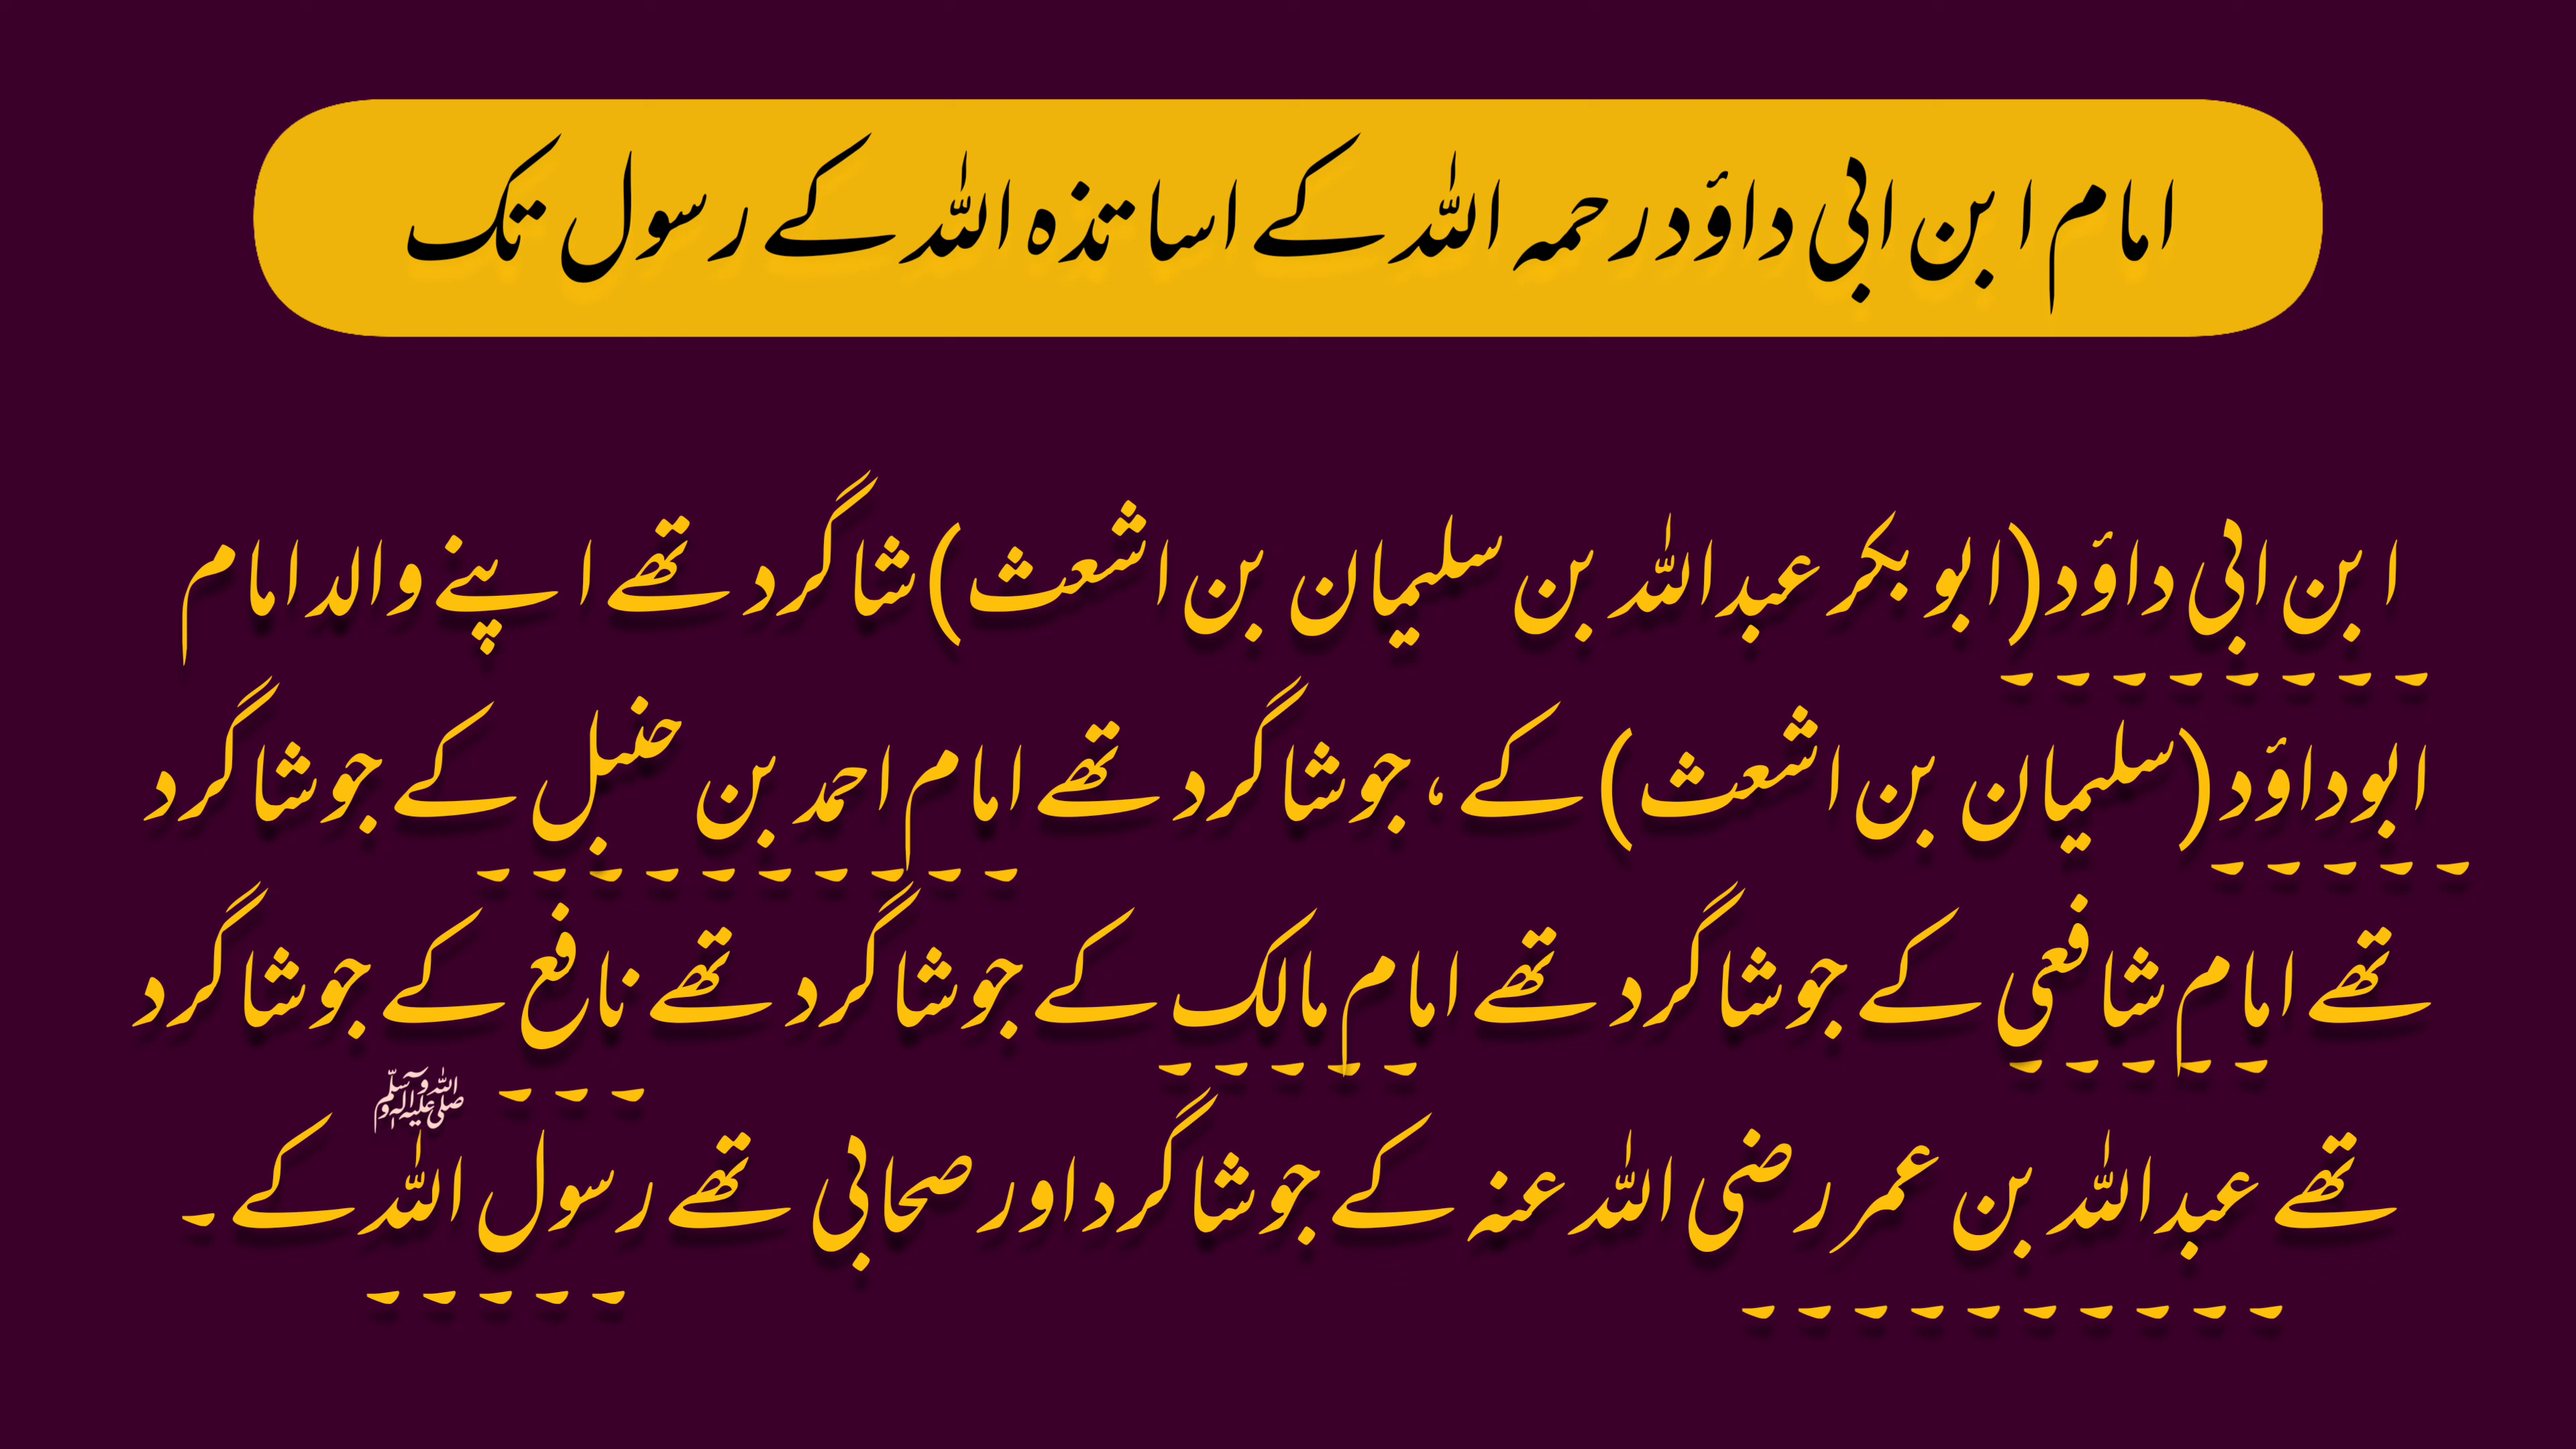 امام ابن ابی داؤد رحمہ اللہ کے اساتذہ اللہ کے رسول تک
ابن ابی داؤد (ابو بکر عبداللہ بن سلیمان بن اشعث) شاگرد تھے اپنے والد امام
ابوداؤد (سلیمان بن اشعث) کے ، جو شاگرد تھے امام احمد بن حنبل کے جو شاگرد
تھے امام شافعی کے جو شاگرد تھے امام مالک کے جو شاگرد تھے نافع کے جو شاگرد
تھے عبداللہ بن عمر رضی اللہ عنہ کے جو شاگرد اور صحابی تھے رسول اللہ ﷺ کے۔